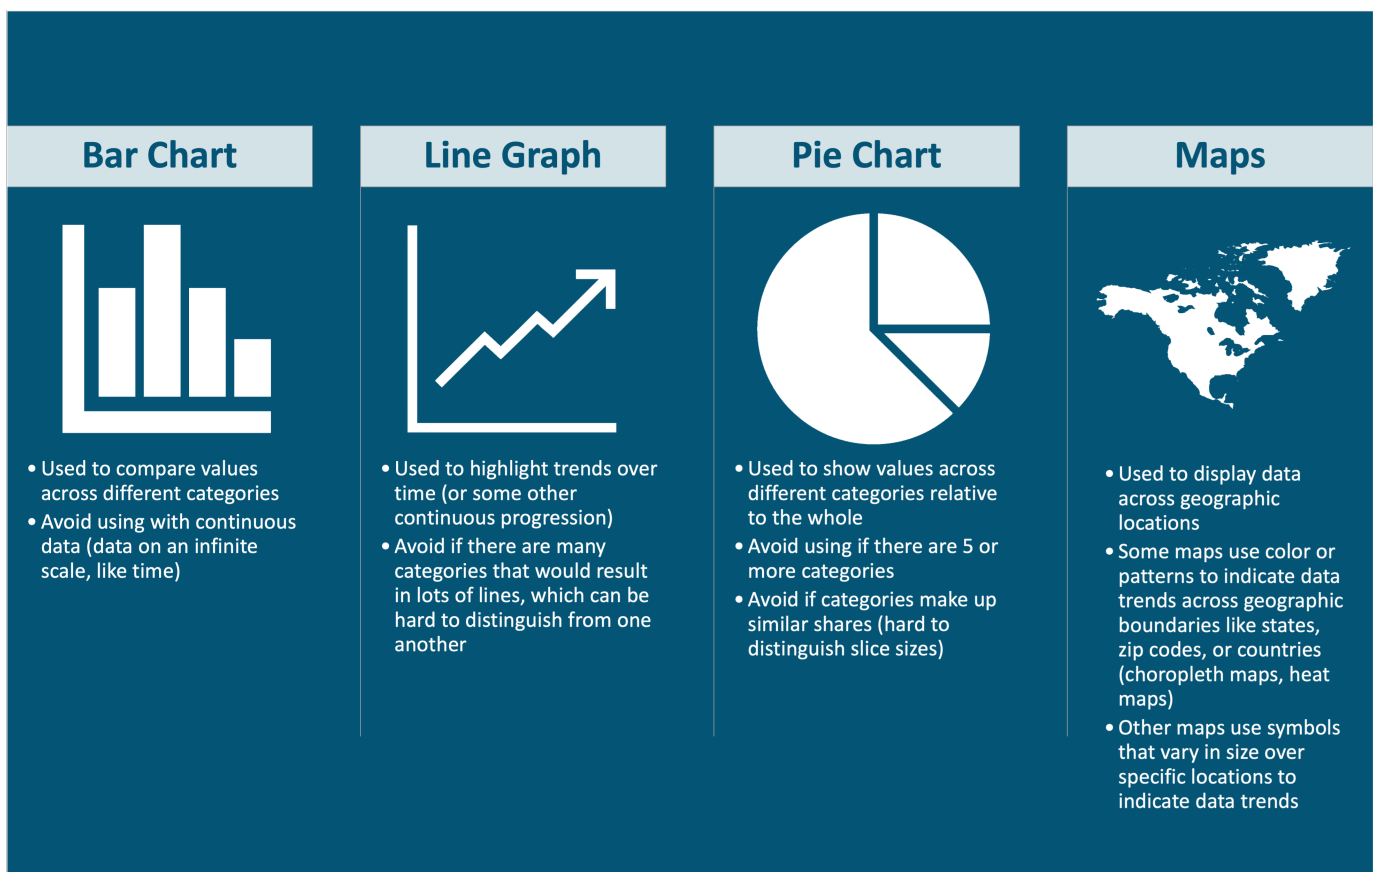 Bar Chart
• Used to compare values
across different categories
• Avoid using with continuous
data (data on an infinite
scale, like time)
Line Graph
• Used to highlight trends over
time (or some other
continuous progression)
• Avoid if there are many
categories that would result
in lots of lines, which can be
hard to distinguish from one
another
Pie Chart
• Used to show values across
different categories relative
to the whole
• Avoid using if there are 5 or
more categories
• Avoid if categories make up
similar shares (hard to
distinguish slice sizes)
Maps
• Used to display data
across geographic
locations
• Some maps use color or
patterns to indicate data
trends across geographic
boundaries like states,
zip codes, or countries
(choropleth maps, heat
maps)
• Other maps use symbols
that vary in size over
specific locations to
indicate data trends